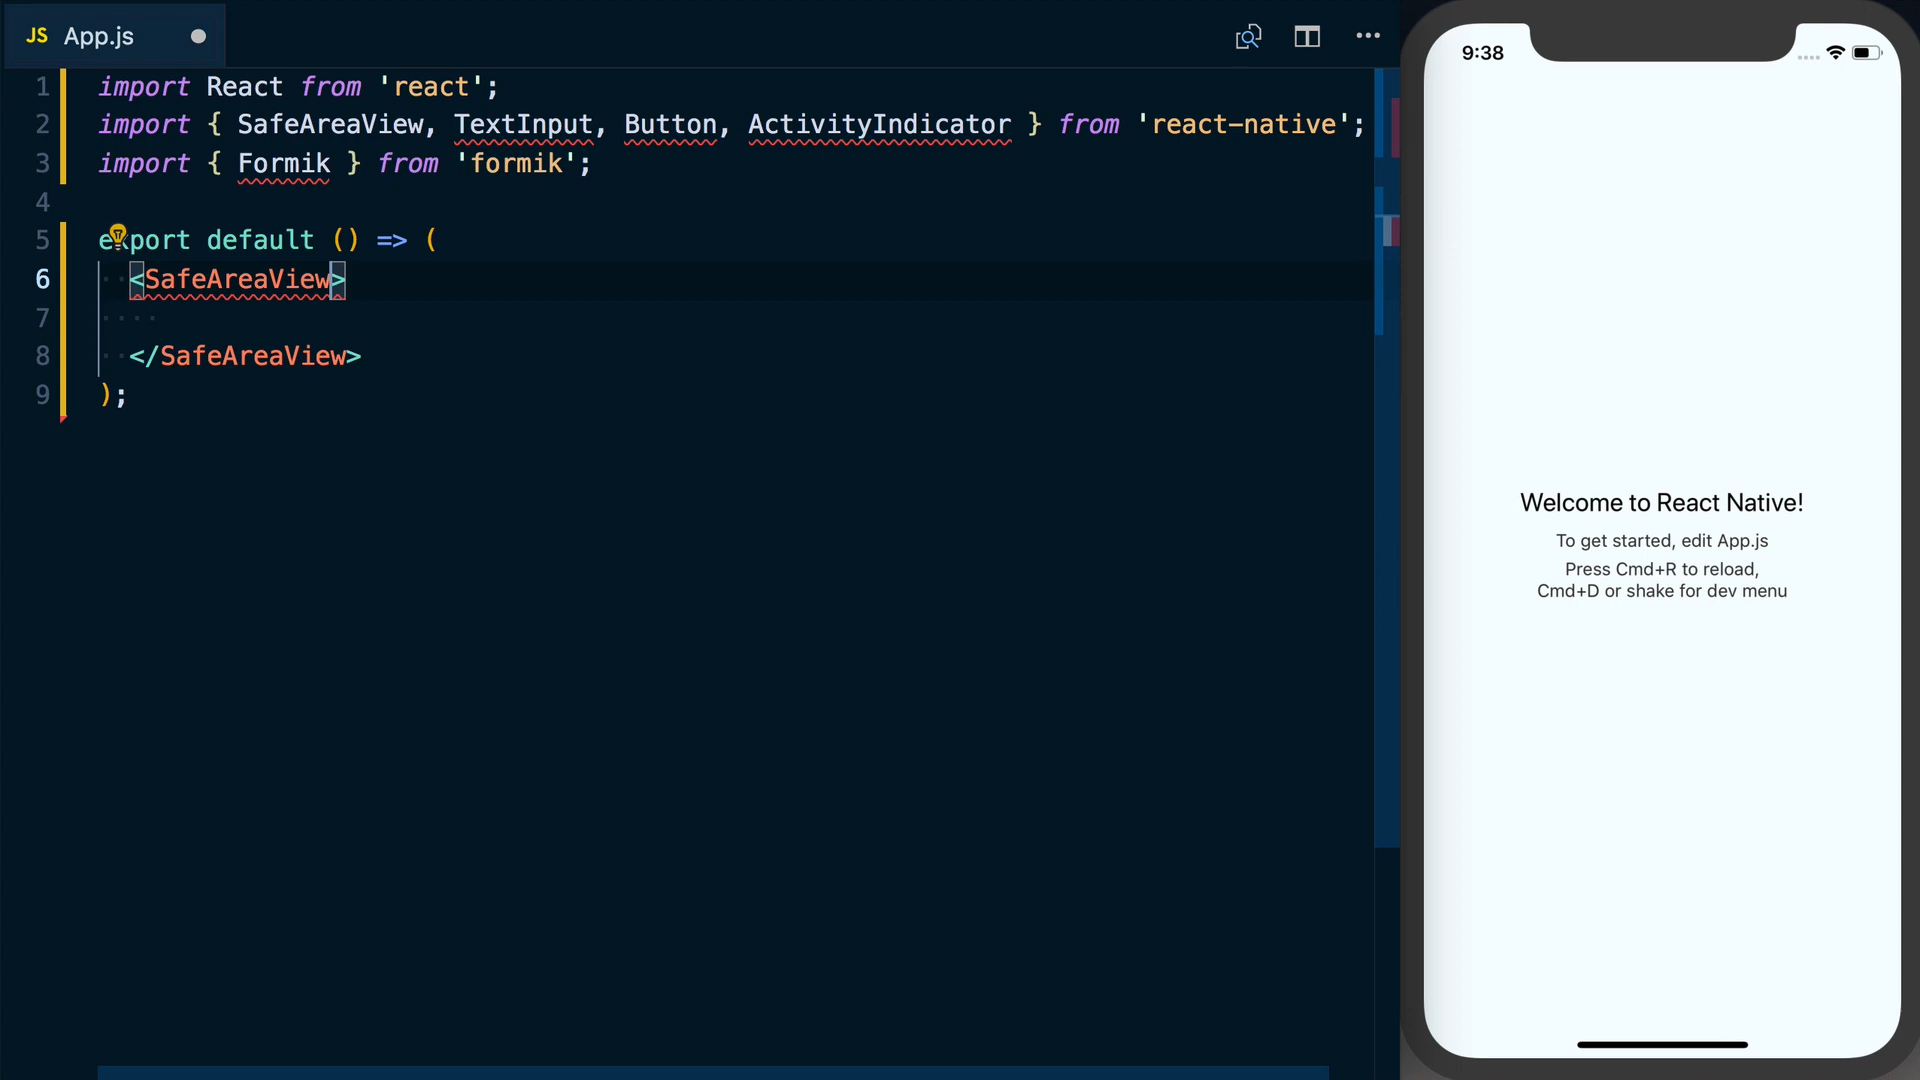 JS App.js
1 import React from 'react';
2 import { SafeAreaView, TextInput, Button, ActivityIndicator } from 'react-native';
3 import { Formik } from 'formik';
4
5 export default () => (
6 <SafeAreaView>
7
8 </SafeAreaView>
9 );
9:38
Welcome to React Native!
To get started, edit App.js
Press Cmd+R to reload,
Cmd+D or shake for dev menu